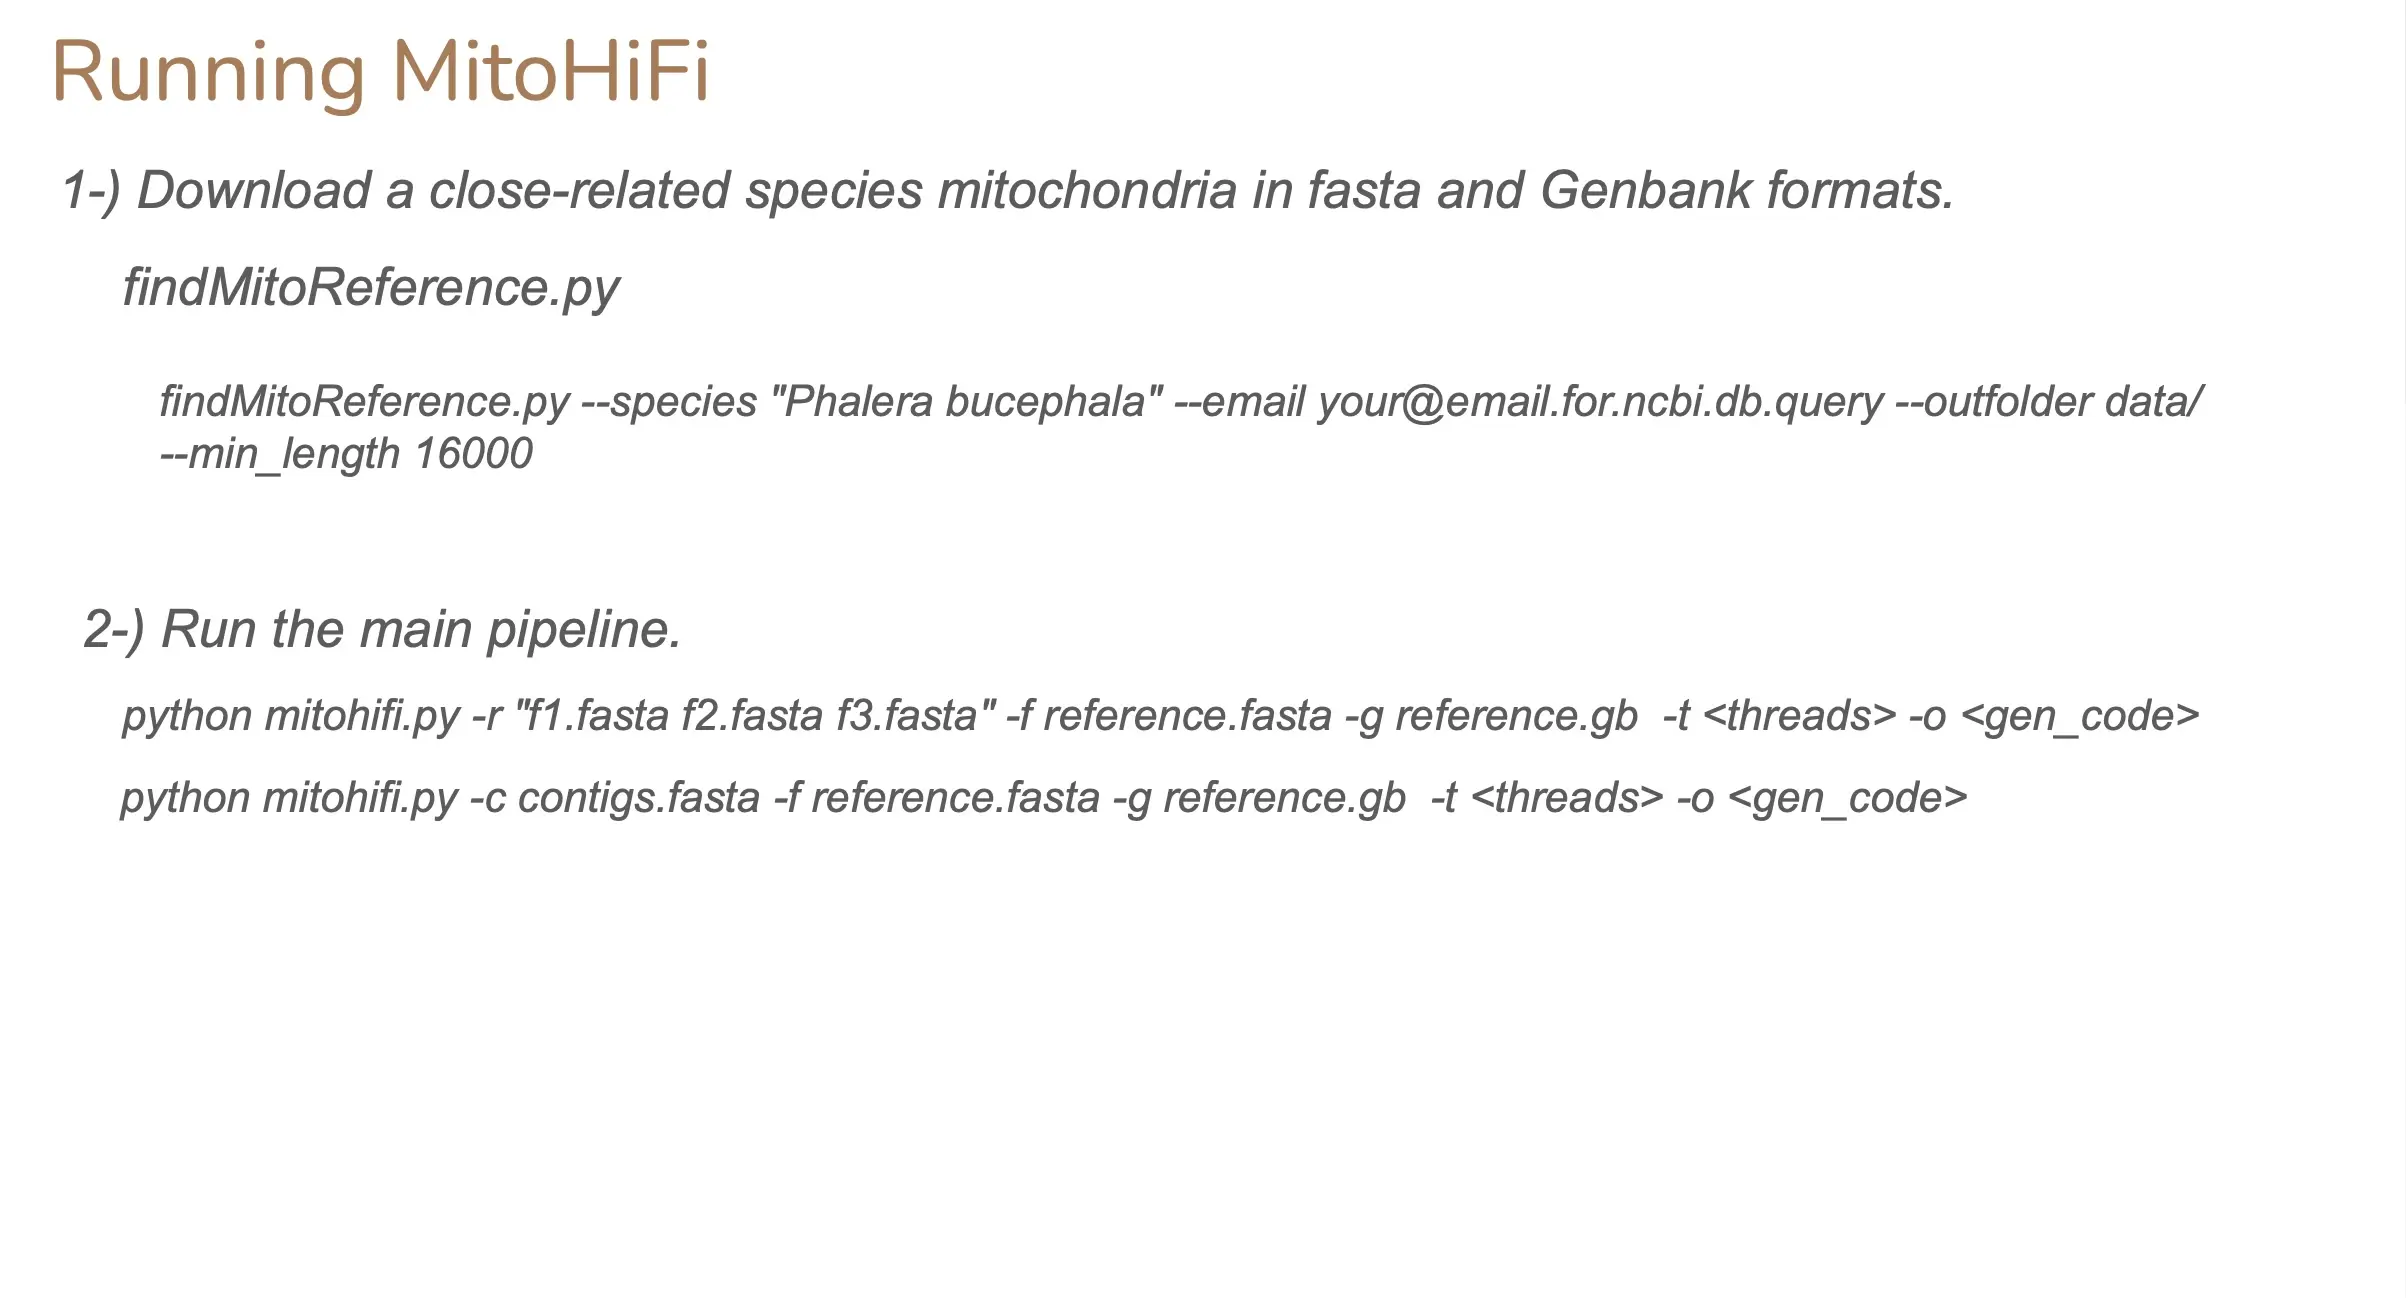 Running MitoHiFi
1-) Download a close-related species mitochondria in fasta and Genbank formats.
findMitoReference.py
findMitoReference.py --species "Phalera bucephala" --email your@email.for.ncbi.db.query --outfolder data/
--min_length 16000
2-) Run the main pipeline.
python mitohifi.py -r "f1.fasta f2.fasta f3.fasta" -f reference.fasta -g reference.gb  -t <threads> -o <gen_code>
python mitohifi.py -c contigs.fasta -f reference.fasta -g reference.gb  -t <threads> -o <gen_code>